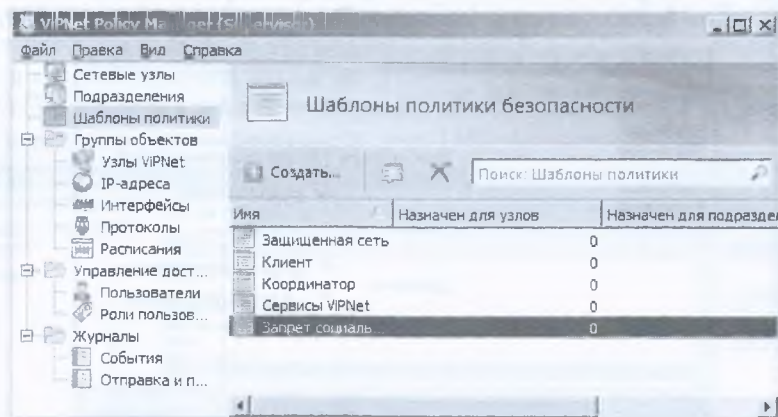 ViPNet Policy Manager (Supervisor)
Файл Правка Вид Справка
Сетевые узлы
Подразделения
Шаблоны политики
Группы объектов
Узлы ViPNet
IP-адреса
Интерфейсы
Протоколы
Расписания
Управление дост...
Пользователи
Роли пользов...
Журналы
События
Отправка и п...
Шаблоны политики безопасности
Создать...
Поиск: Шаблоны политики
Имя Назначен для узлов Назначен для подраздел
Защищенная сеть 0
Клиент 0
Координатор 0
Сервисы ViPNet 0
Запрет социаль... 0